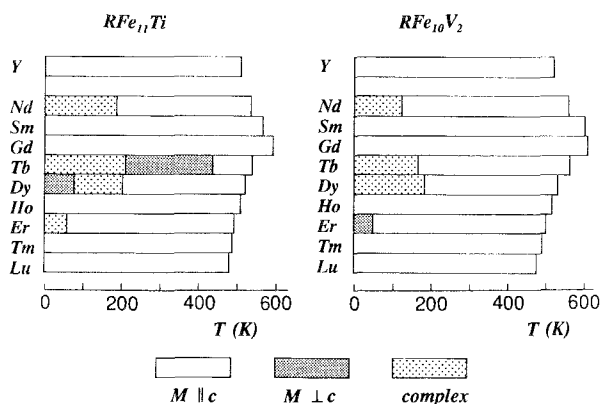 RFe₁₁Ti
Y
Nd
Sm
Gd
Tb
Dy
Ho
Er
Tm
Lu
0 200 400 600
T (K)
RFe₁₀V₂
Y
Nd
Sm
Gd
Tb
Dy
Ho
Er
Tm
Lu
0 200 400 600
T (K)
M ∥ c
M ⊥ c
complex